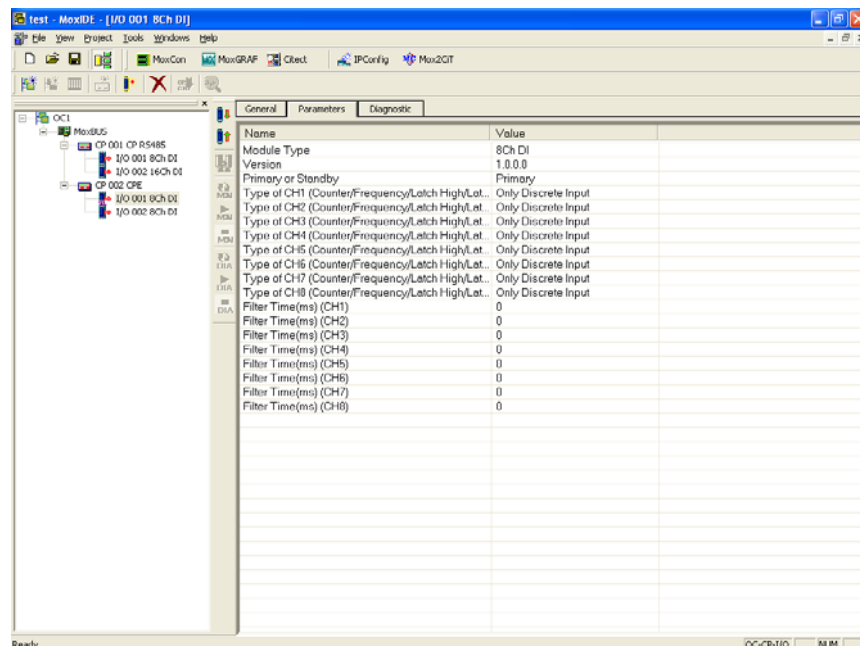 test - MoxIDE - [I/O 001 8Ch DI]
File View Project Tools Windows Help
MoxCon MoxGRAF Citect IPConfig Mox2CIT
OC1
MoxBUS
CP 001 CP RS485
I/O 001 8Ch DI
I/O 002 16Ch DI
CP 002 CPE
I/O 001 8Ch DI
I/O 002 8Ch DI
MON
MON
MON
DIA
DIA
DIA
General Parameters Diagnostic
Name Value
Module Type 8Ch DI
Version 1.0.0.0
Primary or Standby Primary
Type of CH1 (Counter/Frequency/Latch High/Lat... Only Discrete Input
Type of CH2 (Counter/Frequency/Latch High/Lat... Only Discrete Input
Type of CH3 (Counter/Frequency/Latch High/Lat... Only Discrete Input
Type of CH4 (Counter/Frequency/Latch High/Lat... Only Discrete Input
Type of CH5 (Counter/Frequency/Latch High/Lat... Only Discrete Input
Type of CH6 (Counter/Frequency/Latch High/Lat... Only Discrete Input
Type of CH7 (Counter/Frequency/Latch High/Lat... Only Discrete Input
Type of CH8 (Counter/Frequency/Latch High/Lat... Only Discrete Input
Filter Time(ms) (CH1) 0
Filter Time(ms) (CH2) 0
Filter Time(ms) (CH3) 0
Filter Time(ms) (CH4) 0
Filter Time(ms) (CH5) 0
Filter Time(ms) (CH6) 0
Filter Time(ms) (CH7) 0
Filter Time(ms) (CH8) 0
Ready OC-CP-I/O NUM